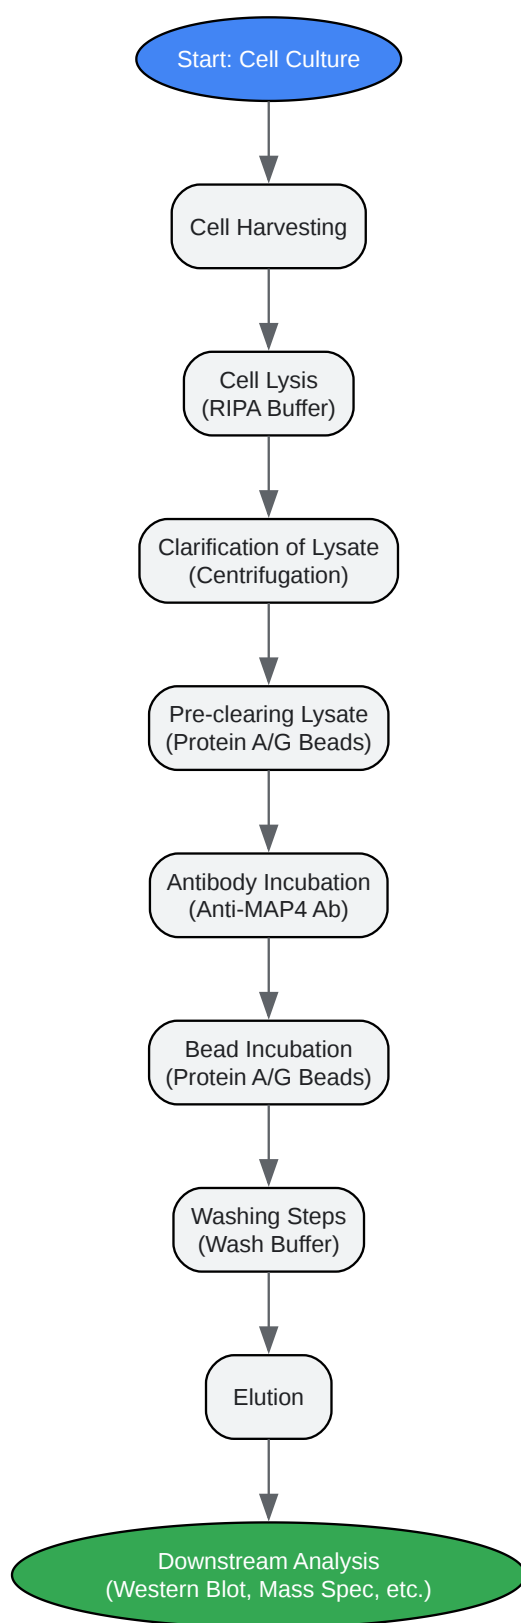 Start: Cell Culture
Cell Harvesting
Cell Lysis
(RIPA Buffer)
Clarification of Lysate
(Centrifugation)
Pre-clearing Lysate
(Protein A/G Beads)
Antibody Incubation
(Anti-MAP4 Ab)
Bead Incubation
(Protein A/G Beads)
Washing Steps
(Wash Buffer)
Elution
Downstream Analysis
(Western Blot, Mass Spec, etc.)